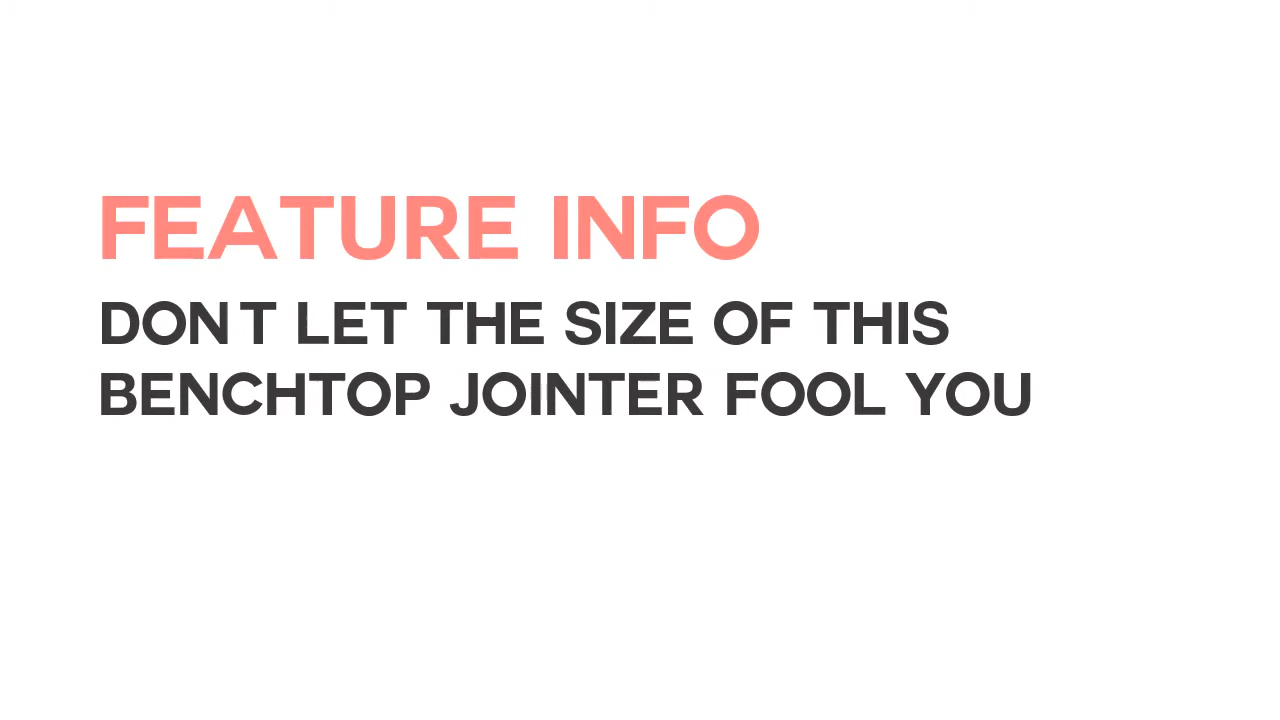 FEATURE INFO
DON T LET THE SIZE OF THIS
BENCHTOP JOINTER FOOL YOU